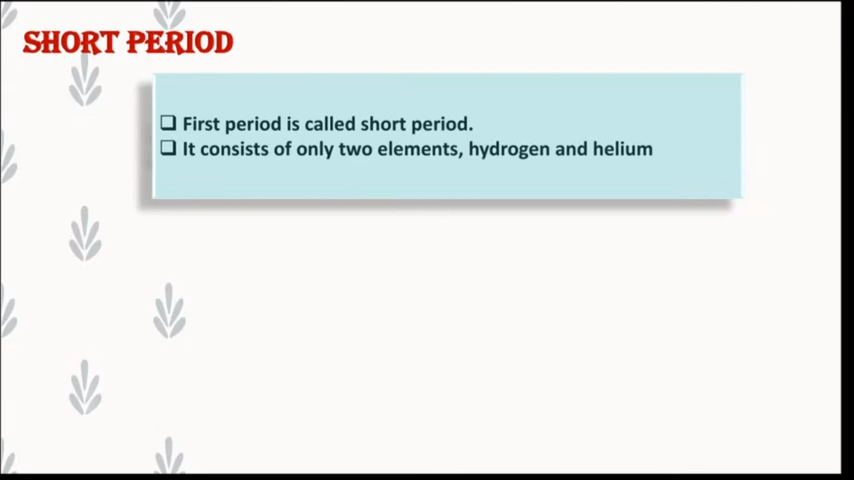 SHORT PERIOD
❑ First period is called short period.
❑ It consists of only two elements, hydrogen and helium